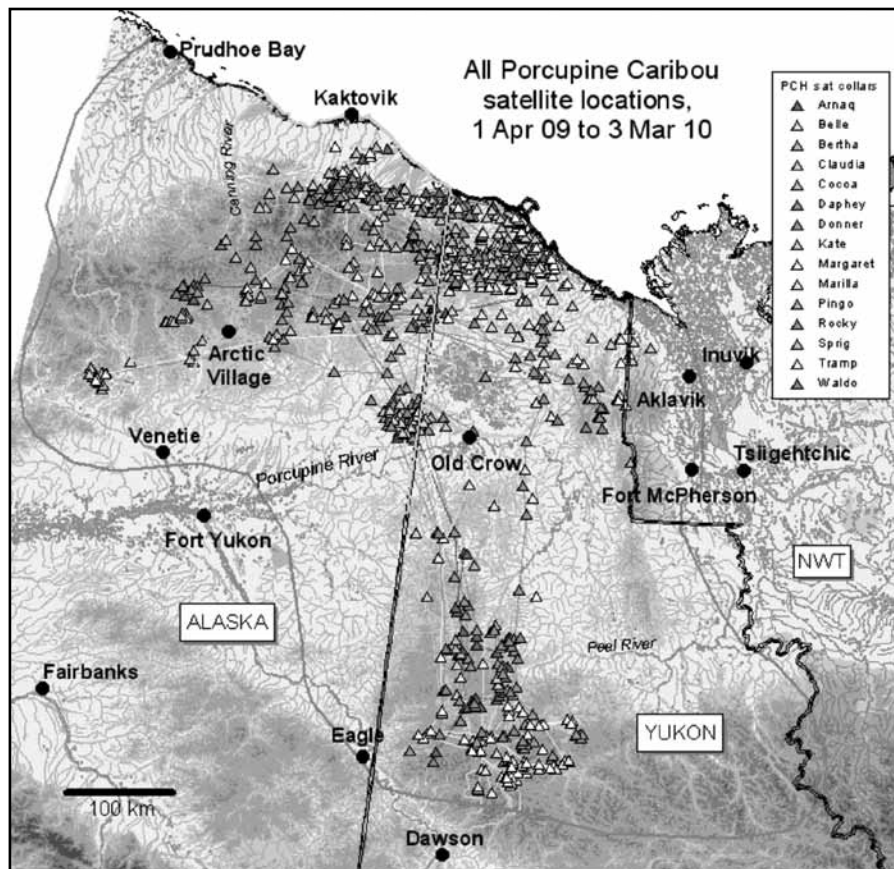 Prudhoe Bay
All Porcupine Caribou
satellite locations,
1 Apr 09 to 3 Mar 10
Kaktovik
PCH sat collars
Arnaq
Belle
Bertha
Claudia
Cocoa
Daphey
Donner
Kate
Margaret
Marilla
Pingo
Rocky
Sprig
Tramp
Waldo
Canning River
Arctic
Village
Inuvik
Aklavik
Venetie
Porcupine River
Old Crow
Tsiigehtchic
Fort McPherson
Fort Yukon
NWT
ALASKA
Peel River
Fairbanks
Eagle
YUKON
100 km
Dawson